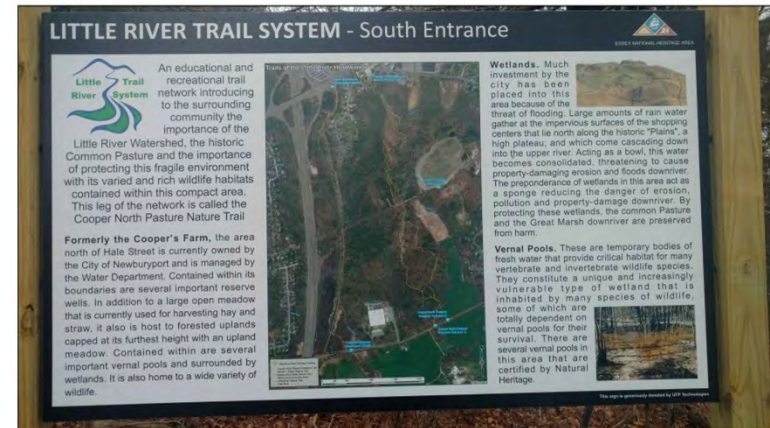 LITTLE RIVER TRAIL SYSTEM - South Entrance
ESSEX NATIONAL HERITAGE AREA
Little Trail
River System
An educational and
recreational trail
network introducing
to the surrounding
community the
importance of the
Little River Watershed, the historic
Common Pasture and the importance
of protecting this fragile environment
with its varied and rich wildlife habitats
contained within this compact area.
This leg of the network is called the
Cooper North Pasture Nature Trail
Formerly the Cooper's Farm, the area
north of Hale Street is currently owned by
the City of Newburyport and is managed by
the Water Department. Contained within its
boundaries are several important reserve
wells. In addition to a large open meadow
that is currently used for harvesting hay and
straw, it also is host to forested uplands
capped at its furthest height with an upland
meadow. Contained within are several
important vernal pools and surrounded by
wetlands. It is also home to a wide variety of
wildlife.
Trails of the Little River
Wetlands. Much
investment by the
city has been
placed into this
area because of the
threat of flooding. Large amounts of rain water
gather at the impervious surfaces of the shopping
centers that lie north along the historic "Plains", a
high plateau; and which come cascading down
into the upper river. Acting as a bowl, this water
becomes consolidated, threatening to cause
property-damaging erosion and floods downriver.
The preponderance of wetlands in this area act as
a sponge reducing the danger of erosion,
pollution and property-damage downriver. By
protecting these wetlands, the common Pasture
and the Great Marsh downriver are preserved
from harm.
Vernal Pools. These are temporary bodies of
fresh water that provide critical habitat for many
vertebrate and invertebrate wildlife species.
They constitute a unique and increasingly
vulnerable type of wetland that is
inhabited by many species of wildlife,
some of which are
totally dependent on
vernal pools for their
survival. There are
several vernal pools in
this area that are
certified by Natural
Heritage.
This sign is generously donated by UFP Technologies